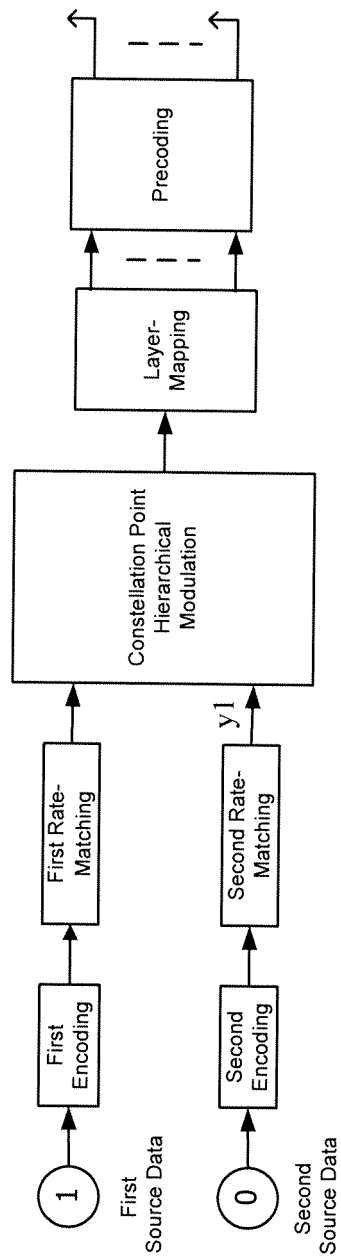 1
First
Source Data
First
Encoding
First Rate-
Matching
0
Second
Source Data
Second
Encoding
Second Rate-
Matching
y1
Constellation Point
Hierarchical
Modulation
Layer-
Mapping
Precoding